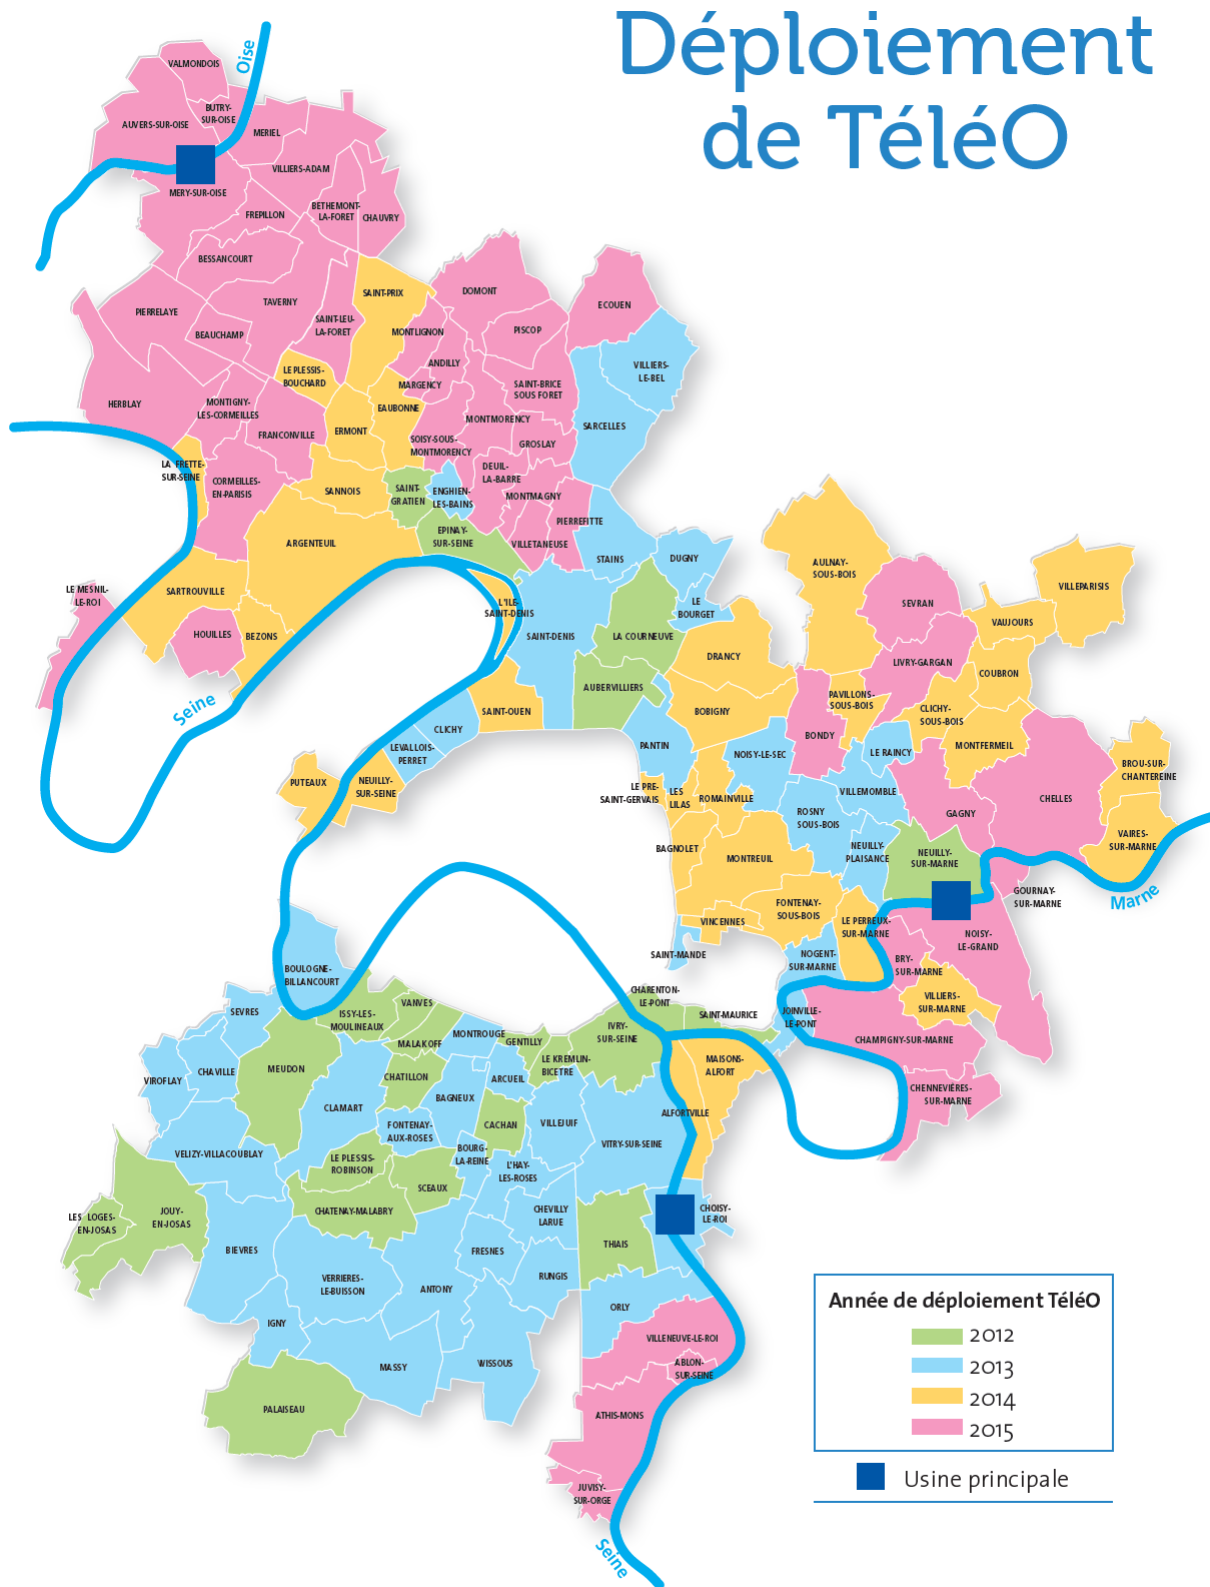 Déploiement
de TéléO
Oise
VALMONDOIS
BUTRY-
SUR-OISE
AUVERS-SUR-OISE
MERIEL
VILLIERS-ADAM
MERY-SUR-OISE
BETHEMONT-
LA-FORET
FREPILLON
CHAUVRY
BESSANCOURT
SAINT-PRIX
DOMONT
TAVERNY
PIERRELAYE
SAINT-LEU-
LA-FORET
BEAUCHAMP
MONTLIGNON
PISCOP
ECOUEN
ANDILLY
VILLIERS-
LE-BEL
LE PLESSIS-
BOUCHARD
MARGENCY
SAINT-BRICE
SOUS FORET
HERBLAY
MONTIGNY-
LES-CORMEILLES
EAUBONNE
MONTMORENCY
SARCELLES
FRANCONVILLE
ERMONT
SOISY-SOUS-
MONTMORENCY
GROSLAY
LA FRETTE-
SUR-SEINE
CORMEILLES-
EN-PARISIS
SANNOIS
SAINT-
GRATIEN
ENGHIEN-
LES-BAINS
DEUIL-
LA-BARRE
MONTMAGNY
PIERREFITTE
ARGENTEUIL
EPINAY-
SUR-SEINE
VILLETANEUSE
STAINS
DUGNY
AULNAY-
SOUS-BOIS
VILLEPARISIS
LE MESNIL-
LE-ROI
SARTROUVILLE
L'ILE-
SAINT-DENIS
LE
BOURGET
SEVRAN
VAUJOURS
HOUILLES
BEZONS
SAINT-DENIS
LA COURNEUVE
DRANCY
LIVRY-GARGAN
COUBRON
AUBERVILLIERS
PAVILLONS-
SOUS-BOIS
Seine
SAINT-OUEN
BOBIGNY
CLICHY-
SOUS-BOIS
CLICHY
BONDY
MONTFERMEIL
LEVALLOIS-
PERRET
PANTIN
NOISY-LE-SEC
LE RAINCY
BROU-SUR-
CHANTEREINE
PUTEAUX
NEUILLY-
SUR-SEINE
LE PRE-
SAINT-GERVAIS
LES
LILAS
ROMAINVILLE
VILLEMOMBLE
CHELLES
ROSNY
SOUS-BOIS
GAGNY
VAIRES-
SUR-MARNE
BAGNOLET
MONTREUIL
NEUILLY-
PLAISANCE
NEUILLY-
SUR-MARNE
GOURNAY-
SUR-MARNE
Marne
VINCENNES
FONTENAY-
SOUS-BOIS
LE PERREUX-
SUR-MARNE
NOISY-
LE-GRAND
SAINT-MANDE
NOGENT-
SUR-MARNE
BRY-
SUR-MARNE
BOULOGNE-
BILLANCOURT
CHARENTON-
LE-PONT
VILLIERS-
SUR-MARNE
SEVRES
ISSY-LES-
MOULINEAUX
VANVES
SAINT-MAURICE
JOINVILLE-
LE-PONT
MALAKOFF
MONTROUGE
GENTILLY
IVRY-
SUR-SEINE
CHAMPIGNY-SUR-MARNE
VIROFLAY
CHAVILLE
MEUDON
CHATILLON
ARCUEIL
LE KREMLIN-
BICETRE
MAISONS-
ALFORT
CHENNEVIÈRES-
SUR-MARNE
CLAMART
BAGNEUX
ALFORTVILLE
FONTENAY-
AUX-ROSES
CACHAN
VILLEJUIF
VITRY-SUR-SEINE
VELIZY-VILLACOUBLAY
LE PLESSIS-
ROBINSON
BOURG-
LA-REINE
L'HAY-
LES-ROSES
SCEAUX
LES LOGES-
EN-JOSAS
JOUY-
EN-JOSAS
CHATENAY-MALABRY
CHEVILLY
LARUE
CHOISY-
LE-ROI
BIEVRES
FRESNES
THIAIS
VERRIERES-
LE-BUISSON
ANTONY
RUNGIS
ORLY
IGNY
VILLENEUVE-LE-ROI
MASSY
WISSOUS
ABLON-
SUR-SEINE
PALAISEAU
ATHIS-MONS
JUVISY-
SUR-ORGE
Seine
Année de déploiement TéléO
2012
2013
2014
2015
Usine principale